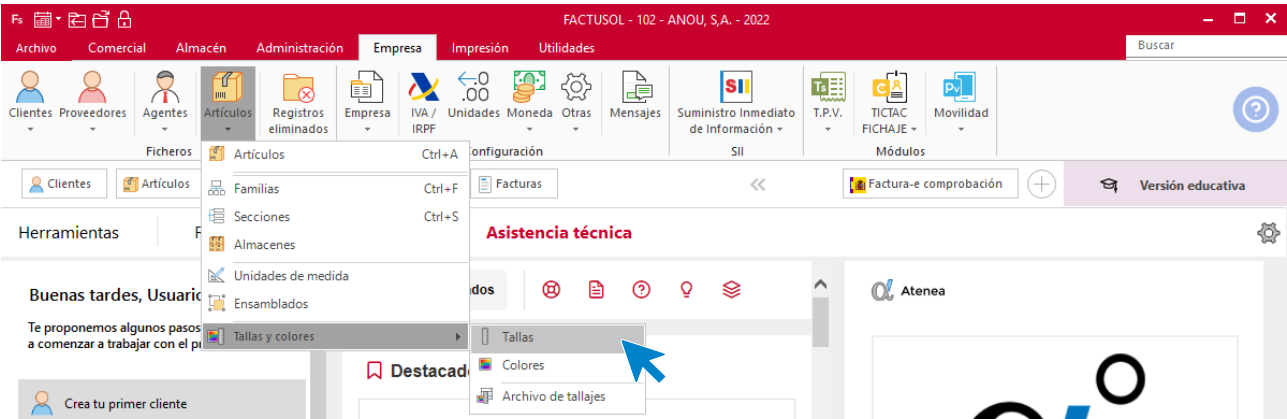 Fs
FACTUSOL - 102 - ANOU, S,A. - 2022
Archivo Comercial Almacén Administración Empresa Impresión Utilidades Buscar
Clientes Proveedores Agentes Artículos Registros eliminados Empresa IVA / IRPF Unidades Moneda Otras Mensajes Suministro Inmediato de Información T.P.V. TICTAC FICHAJE Movilidad
Ficheros SII Módulos
Artículos Ctrl+A
Clientes Artículos Facturas Factura-e comprobación Versión educativa
Familias Ctrl+F
Secciones Ctrl+S
Herramientas Asistencia técnica
Almacenes
Unidades de medida
Buenas tardes,
Ensamblados
Atenea
Te proponemos algunos pasos
a comenzar a trabajar con el
Tallas y colores
Tallas
Colores
Archivo de tallajes
Crea tu primer cliente